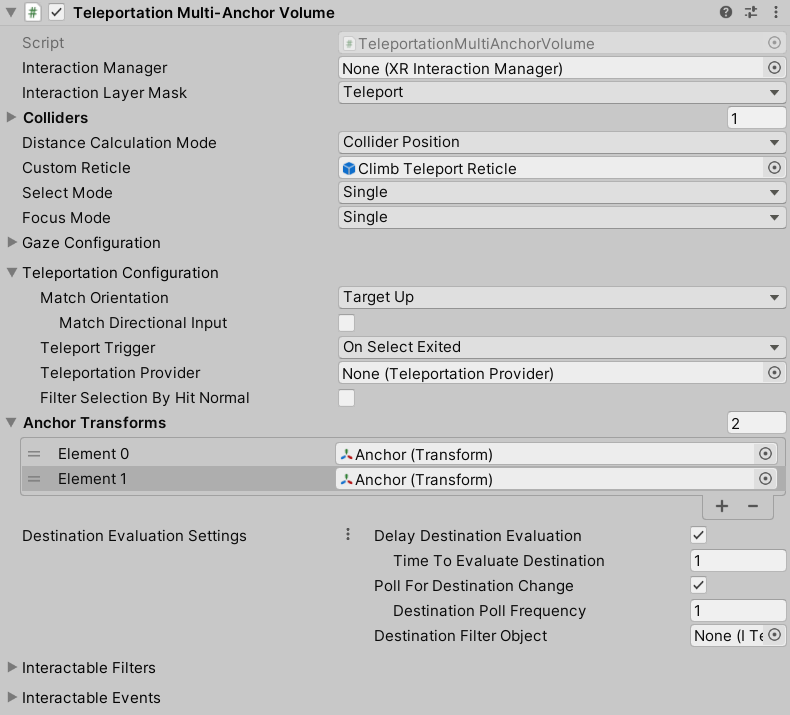 Teleportation Multi-Anchor Volume
Script TeleportationMultiAnchorVolume
Interaction Manager None (XR Interaction Manager)
Interaction Layer Mask Teleport
Colliders 1
Distance Calculation Mode Collider Position
Custom Reticle Climb Teleport Reticle
Select Mode Single
Focus Mode Single
Gaze Configuration
Teleportation Configuration
Match Orientation Target Up
Match Directional Input
Teleport Trigger On Select Exited
Teleportation Provider None (Teleportation Provider)
Filter Selection By Hit Normal
Anchor Transforms 2
Element 0 Anchor (Transform)
Element 1 Anchor (Transform)
Destination Evaluation Settings Delay Destination Evaluation
Time To Evaluate Destination 1
Poll For Destination Change
Destination Poll Frequency 1
Destination Filter Object None (I Te
Interactable Filters
Interactable Events